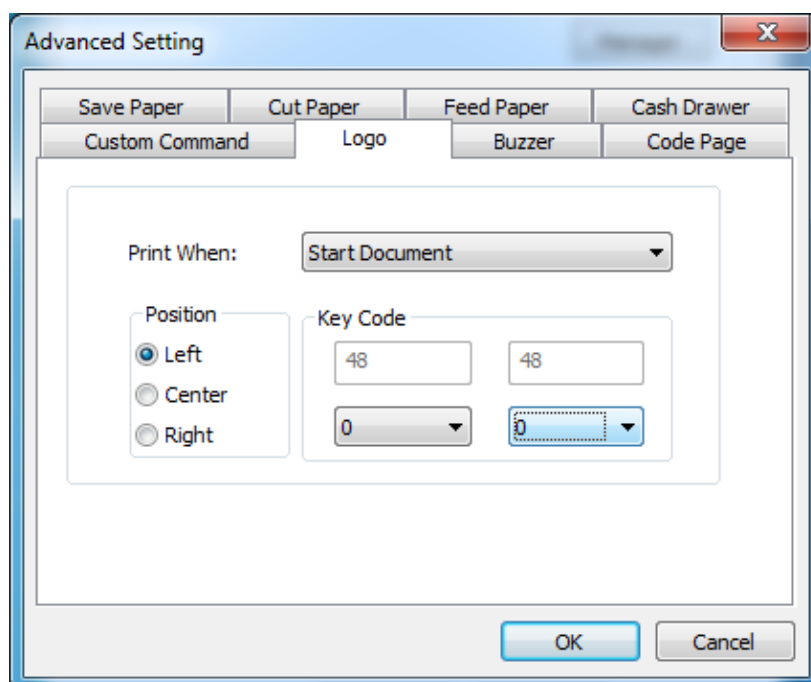 Advanced Setting
Save Paper Cut Paper Feed Paper Cash Drawer
Custom Command Logo Buzzer Code Page
Print When: Start Document
Position Key Code
Left 48 48
Center
Right 0 0
OK Cancel